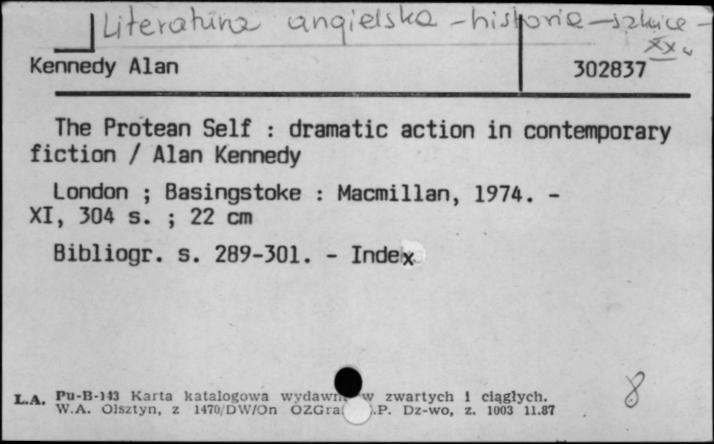 Literatura angielska - historia - szkice -
XX w.
Kennedy Alan
302837
The Protean Self : dramatic action in contemporary
fiction / Alan Kennedy
London ; Basingstoke : Macmillan, 1974. -
XI, 304 s. ; 22 cm
Bibliogr. s. 289-301. - Index
L.A. Pu-B-143 Karta katalogowa wydawn w zwartych i ciągłych.
W.A. Olsztyn, z 1470/DW/On OZGra .P. Dz-wo, z. 1003 11.87
8